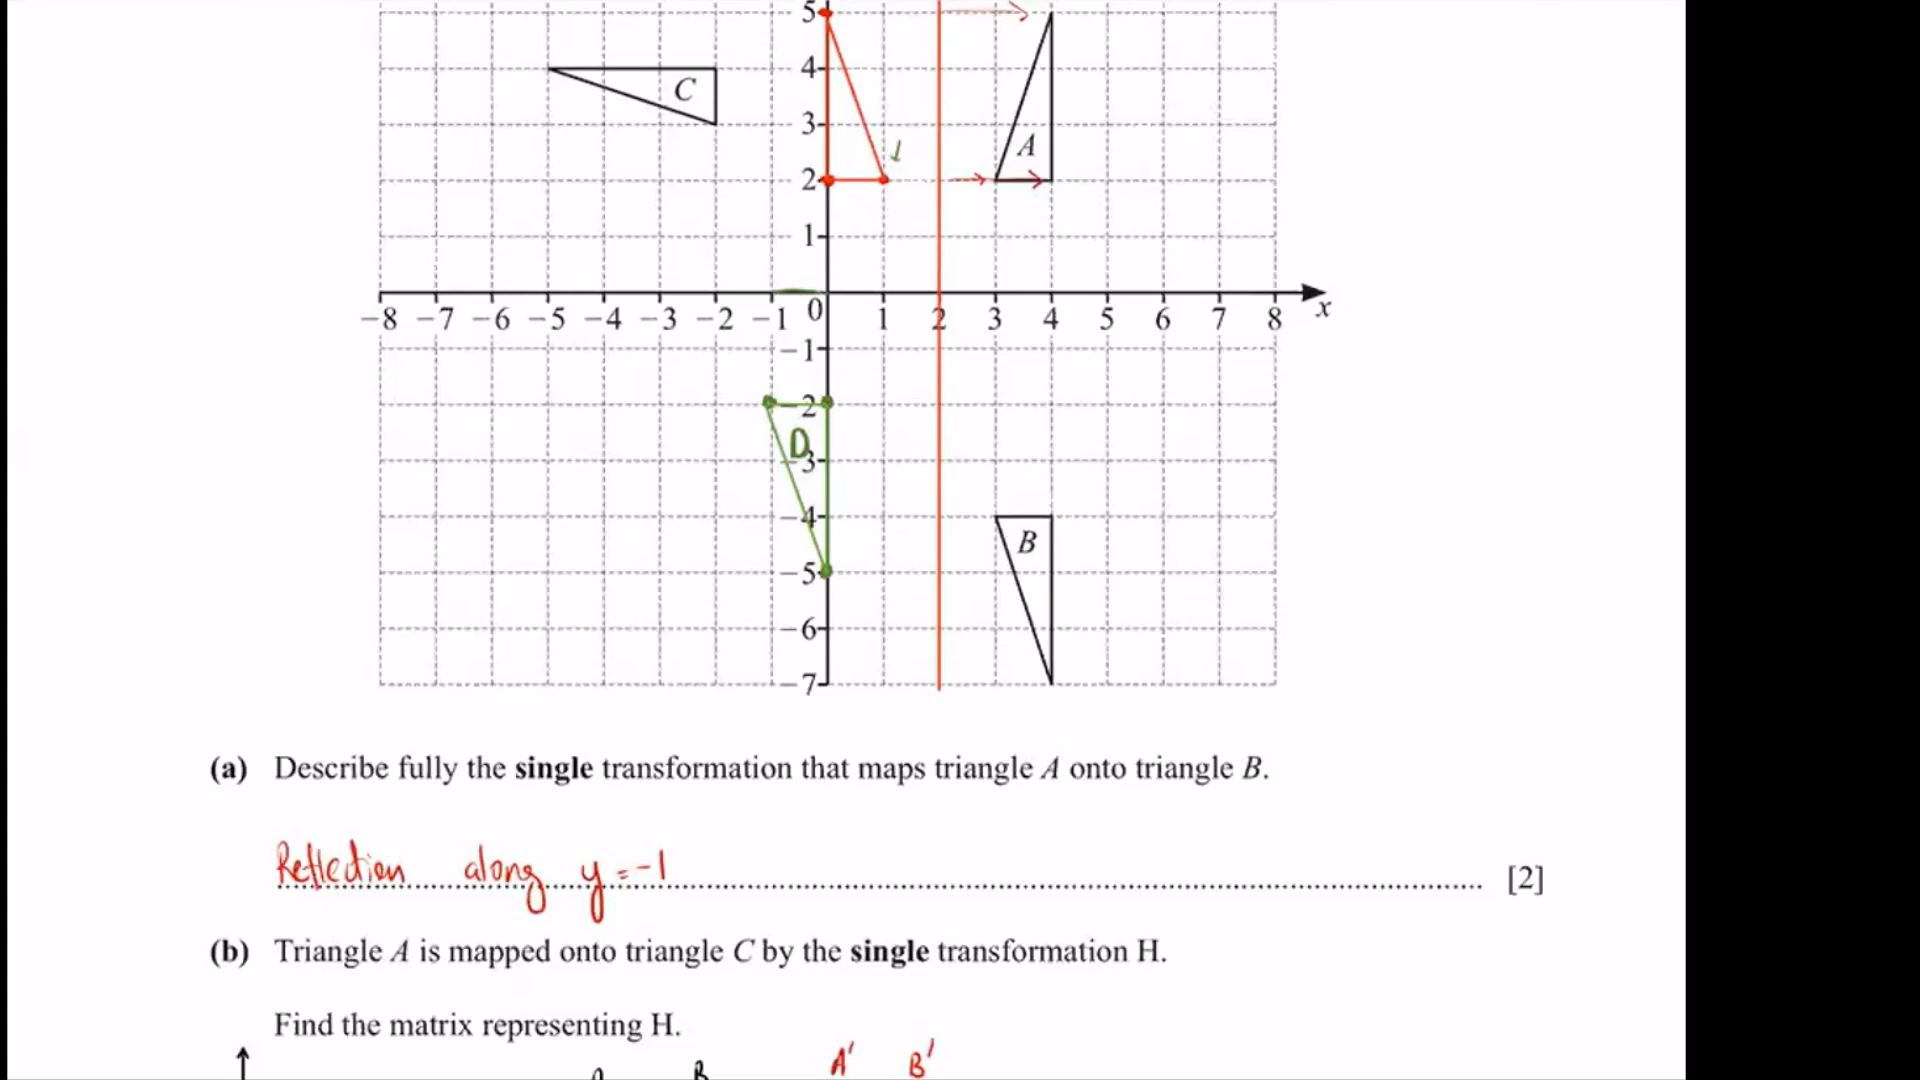 5
4
C
3
A
2
1
-8 -7 -6 -5 -4 -3 -2 -1 0 1 2 3 4 5 6 7 8 x
-1
-2
D
-3
-4
B
-5
-6
-7
(a) Describe fully the single transformation that maps triangle A onto triangle B.
Reflection along y = -1 [2]
(b) Triangle A is mapped onto triangle C by the single transformation H.
Find the matrix representing H.
A' B'